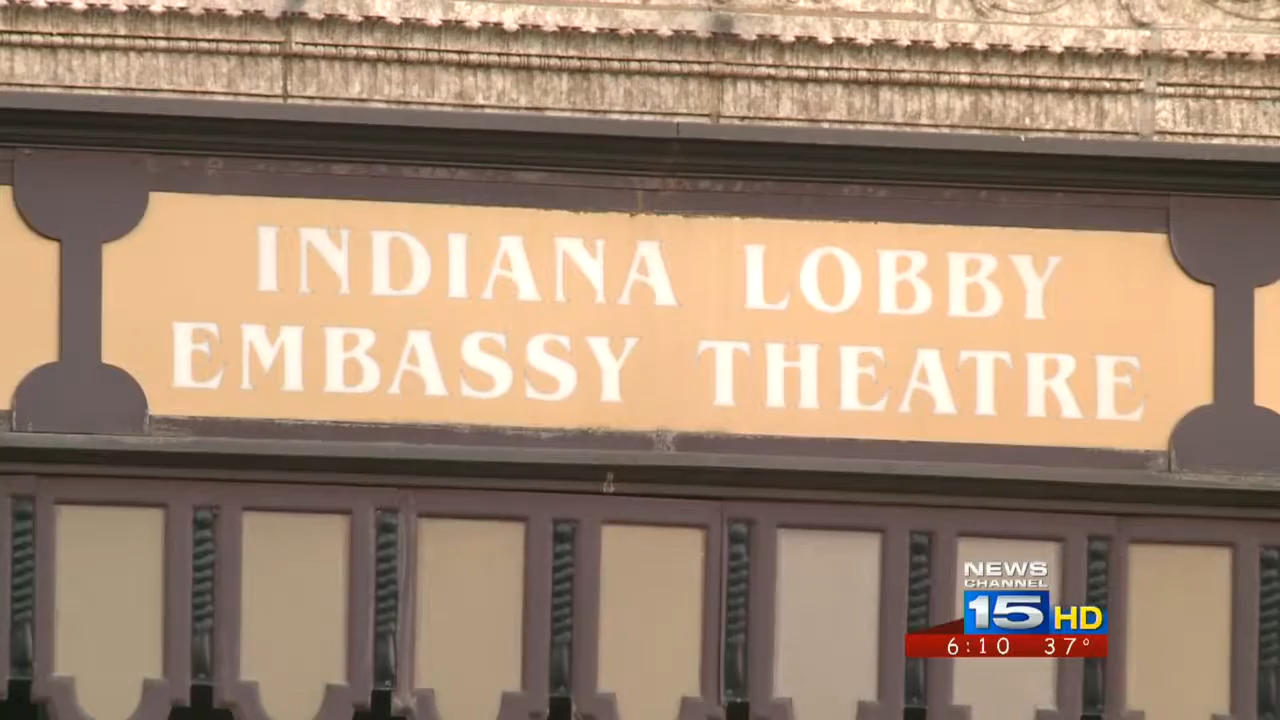 INDIANA LOBBY
EMBASSY THEATRE
NEWS
CHANNEL
15 HD
6:10 37°